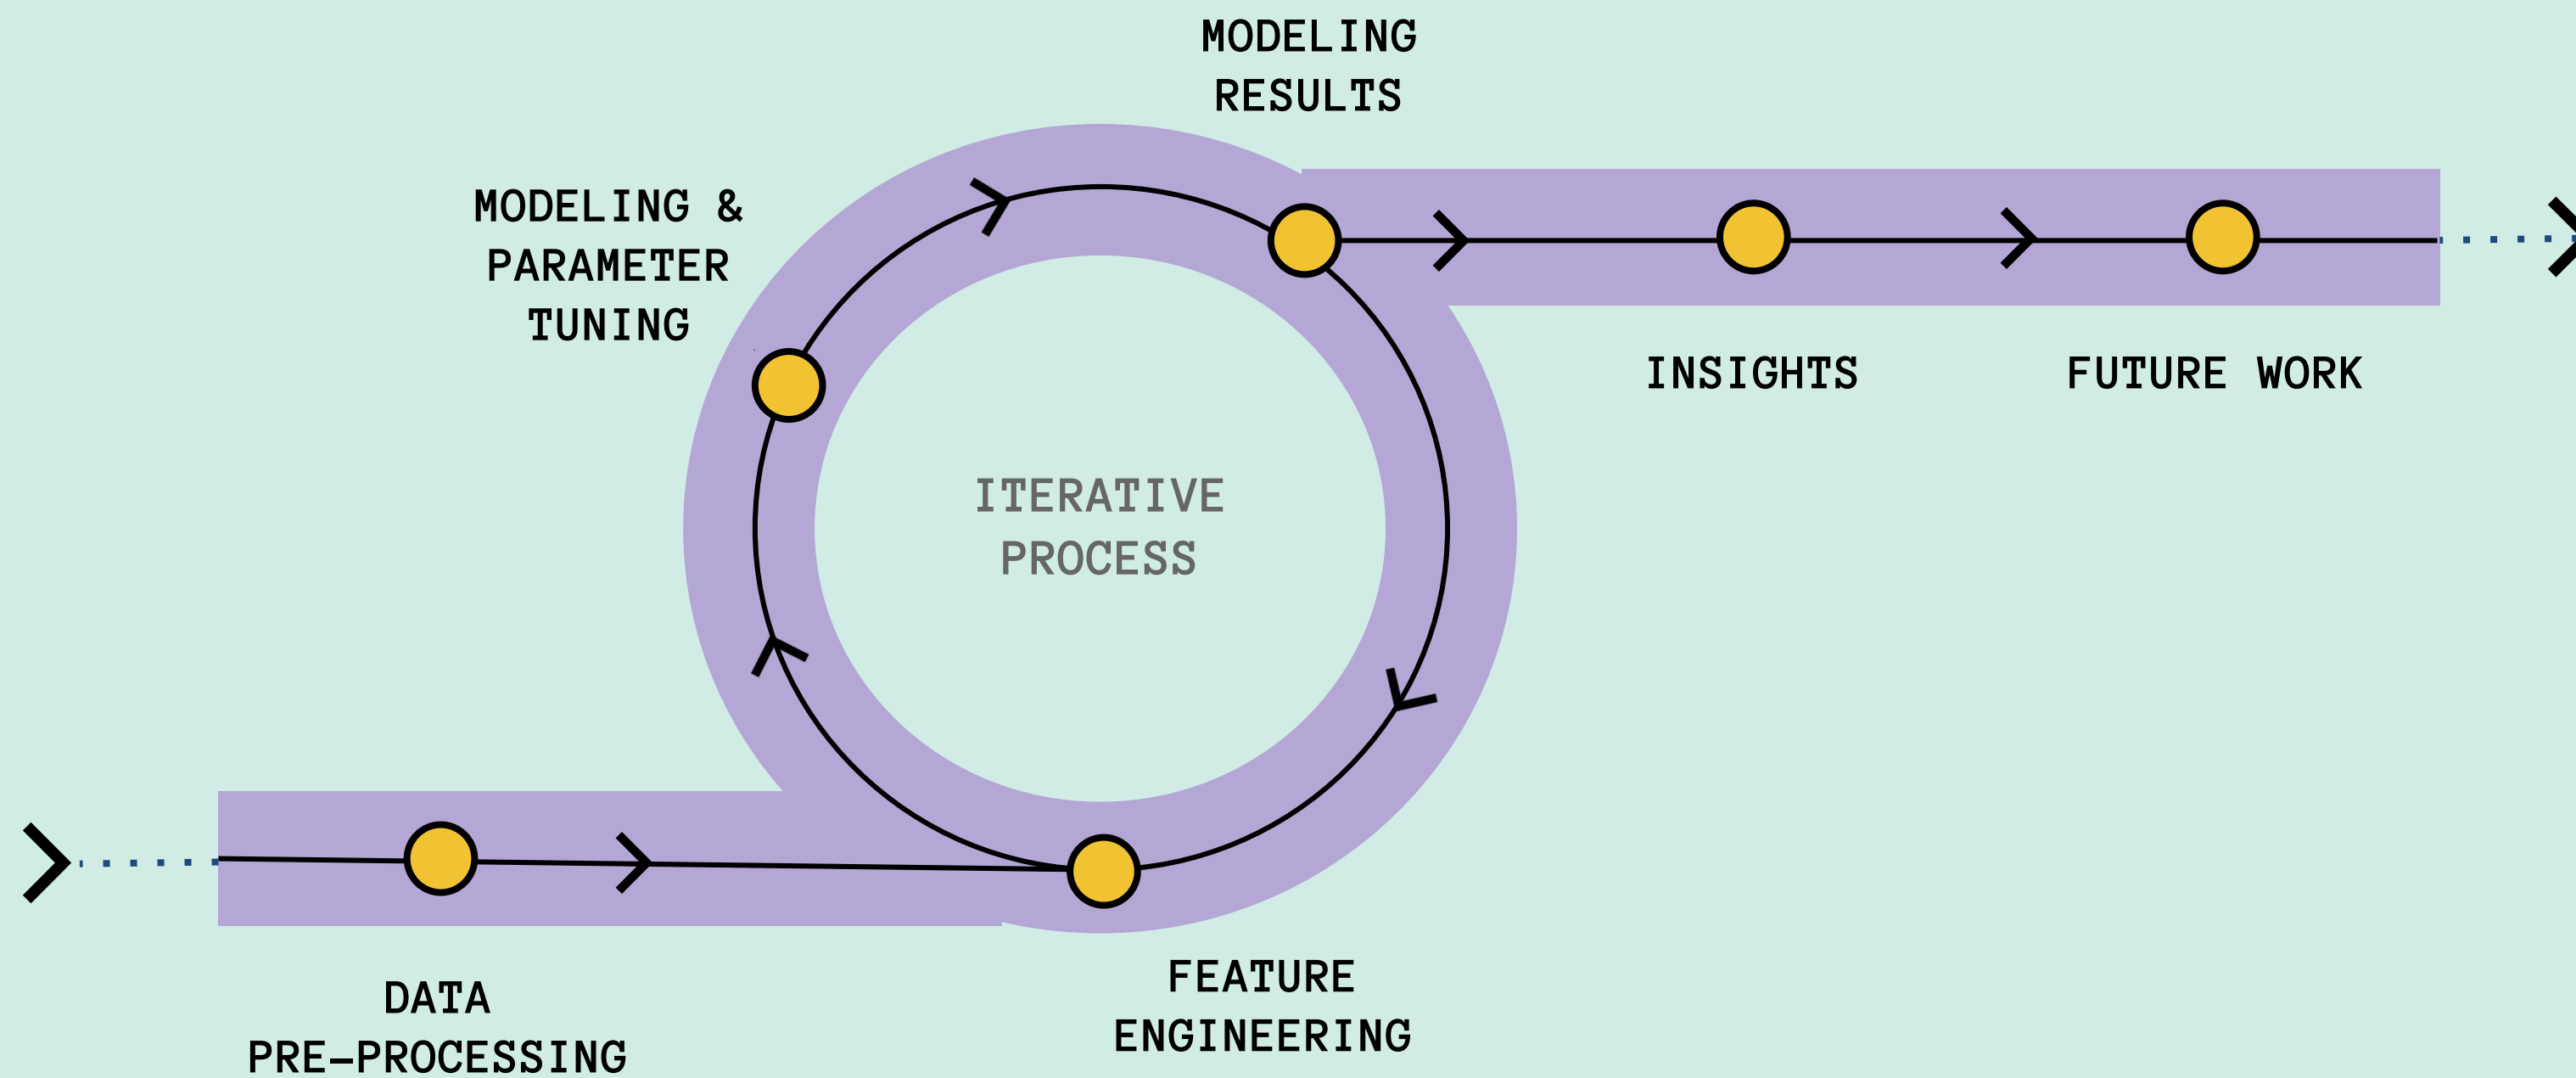 MODELING
RESULTS
MODELING &
PARAMETER
TUNING
INSIGHTS
FUTURE WORK
ITERATIVE
PROCESS
FEATURE
ENGINEERING
DATA
PRE–PROCESSING